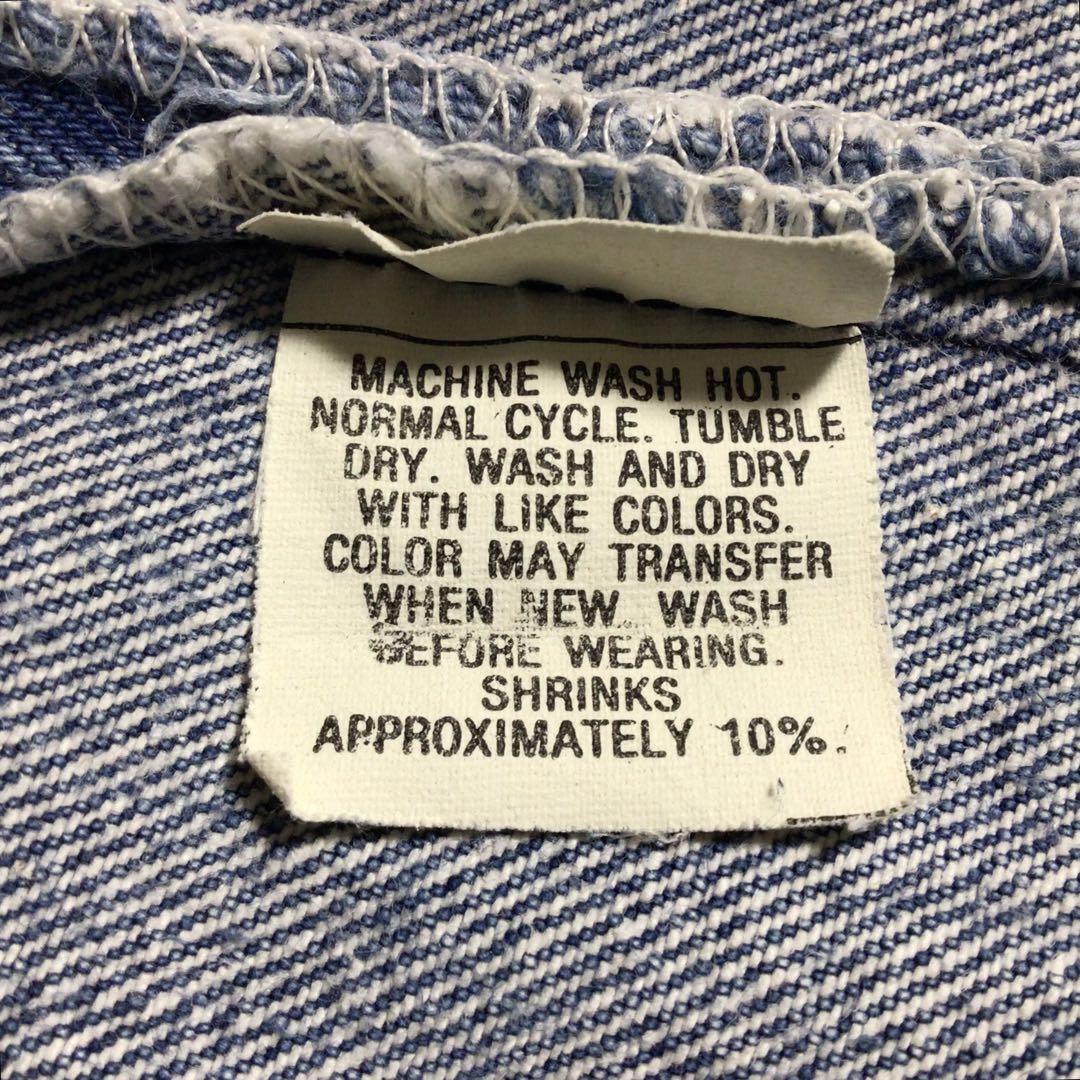 MACHINE WASH HOT.
NORMAL CYCLE. TUMBLE
DRY. WASH AND DRY
WITH LIKE COLORS.
COLOR MAY TRANSFER
WHEN NEW. WASH
BEFORE WEARING.
SHRINKS
APPROXIMATELY 10%.